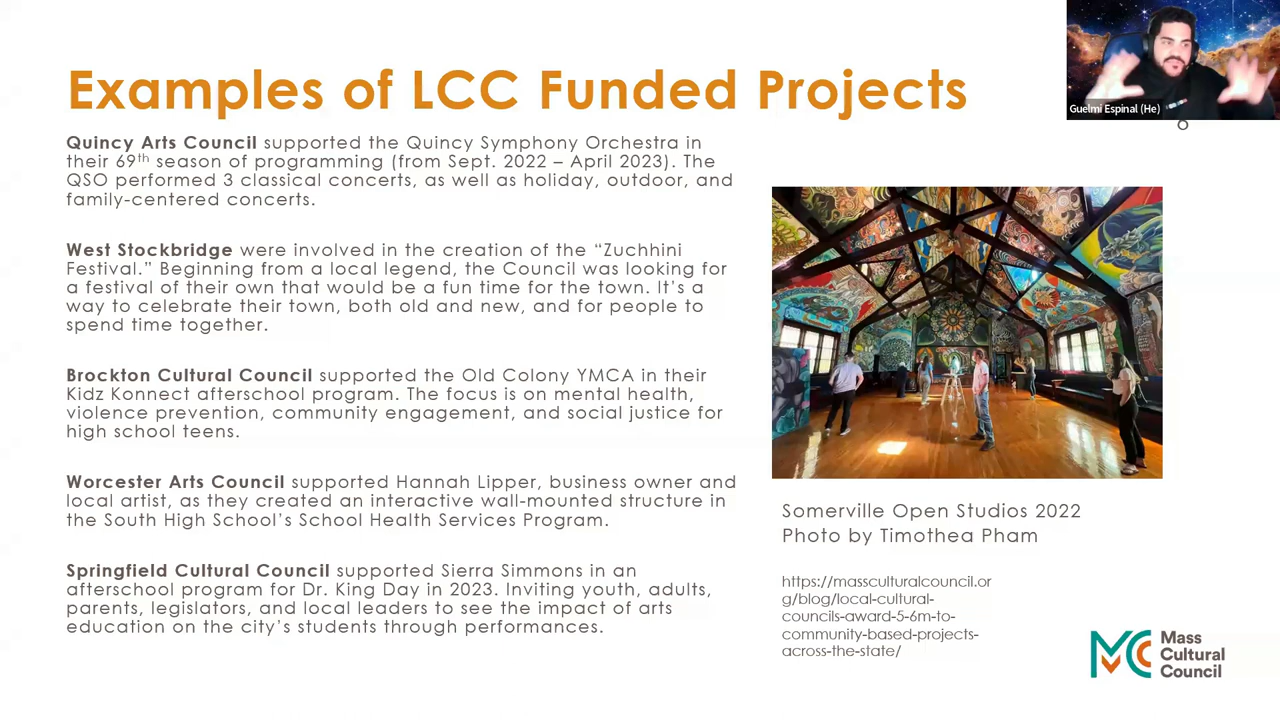 Examples of LCC Funded Projects
Guelmi Espinal (He)
8
Quincy Arts Council supported the Quincy Symphony Orchestra in
their 69th season of programming (from Sept. 2022 – April 2023). The
QSO performed 3 classical concerts, as well as holiday, outdoor, and
family-centered concerts.
West Stockbridge were involved in the creation of the “Zuchhini
Festival.” Beginning from a local legend, the Council was looking for
a festival of their own that would be a fun time for the town. It’s a
way to celebrate their town, both old and new, and for people to
spend time together.
Brockton Cultural Council supported the Old Colony YMCA in their
Kidz Konnect afterschool program. The focus is on mental health,
violence prevention, community engagement, and social justice for
high school teens.
Worcester Arts Council supported Hannah Lipper, business owner and
local artist, as they created an interactive wall-mounted structure in
the South High School’s School Health Services Program.
Springfield Cultural Council supported Sierra Simmons in an
afterschool program for Dr. King Day in 2023. Inviting youth, adults,
parents, legislators, and local leaders to see the impact of arts
education on the city’s students through performances.
Somerville Open Studios 2022
Photo by Timothea Pham
https://massculturalcouncil.or
g/blog/local-cultural-
councils-award-5-6m-to-
community-based-projects-
across-the-state/
MCC
Mass
Cultural
Council